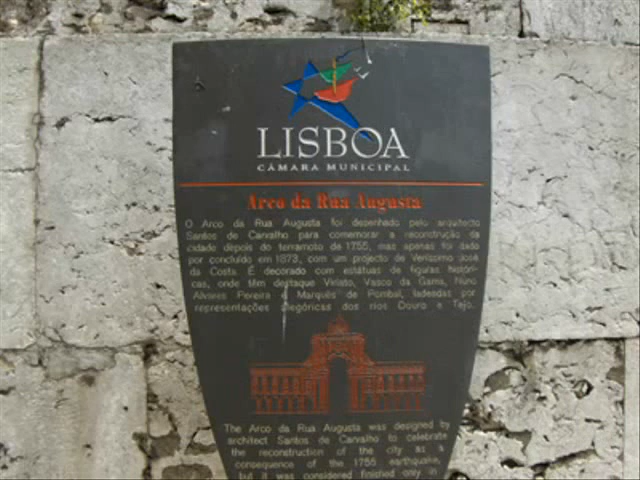 LISBOA
CÂMARA MUNICIPAL
Arco da Rua Augusta
O Arco da Rua Augusta foi desenhado pelo arquitecto
Santos de Carvalho para comemorar a reconstrução da
cidade depois do terramoto de 1755, mas apenas foi dado
por concluído em 1873, com um projecto de Veríssimo José
da Costa. É decorado com estátuas de figuras históri-
cas, onde têm destaque Viriato, Vasco da Gama, Nuno
Alvares Pereira e Marquês de Pombal, ladeadas por
representações alegóricas dos rios Douro e Tejo.
The Arco da Rua Augusta was designed by
architect Santos de Carvalho to celebrate
the reconstruction of the city as a
consequence of the 1755 earthquake,
but it was considered finished only in